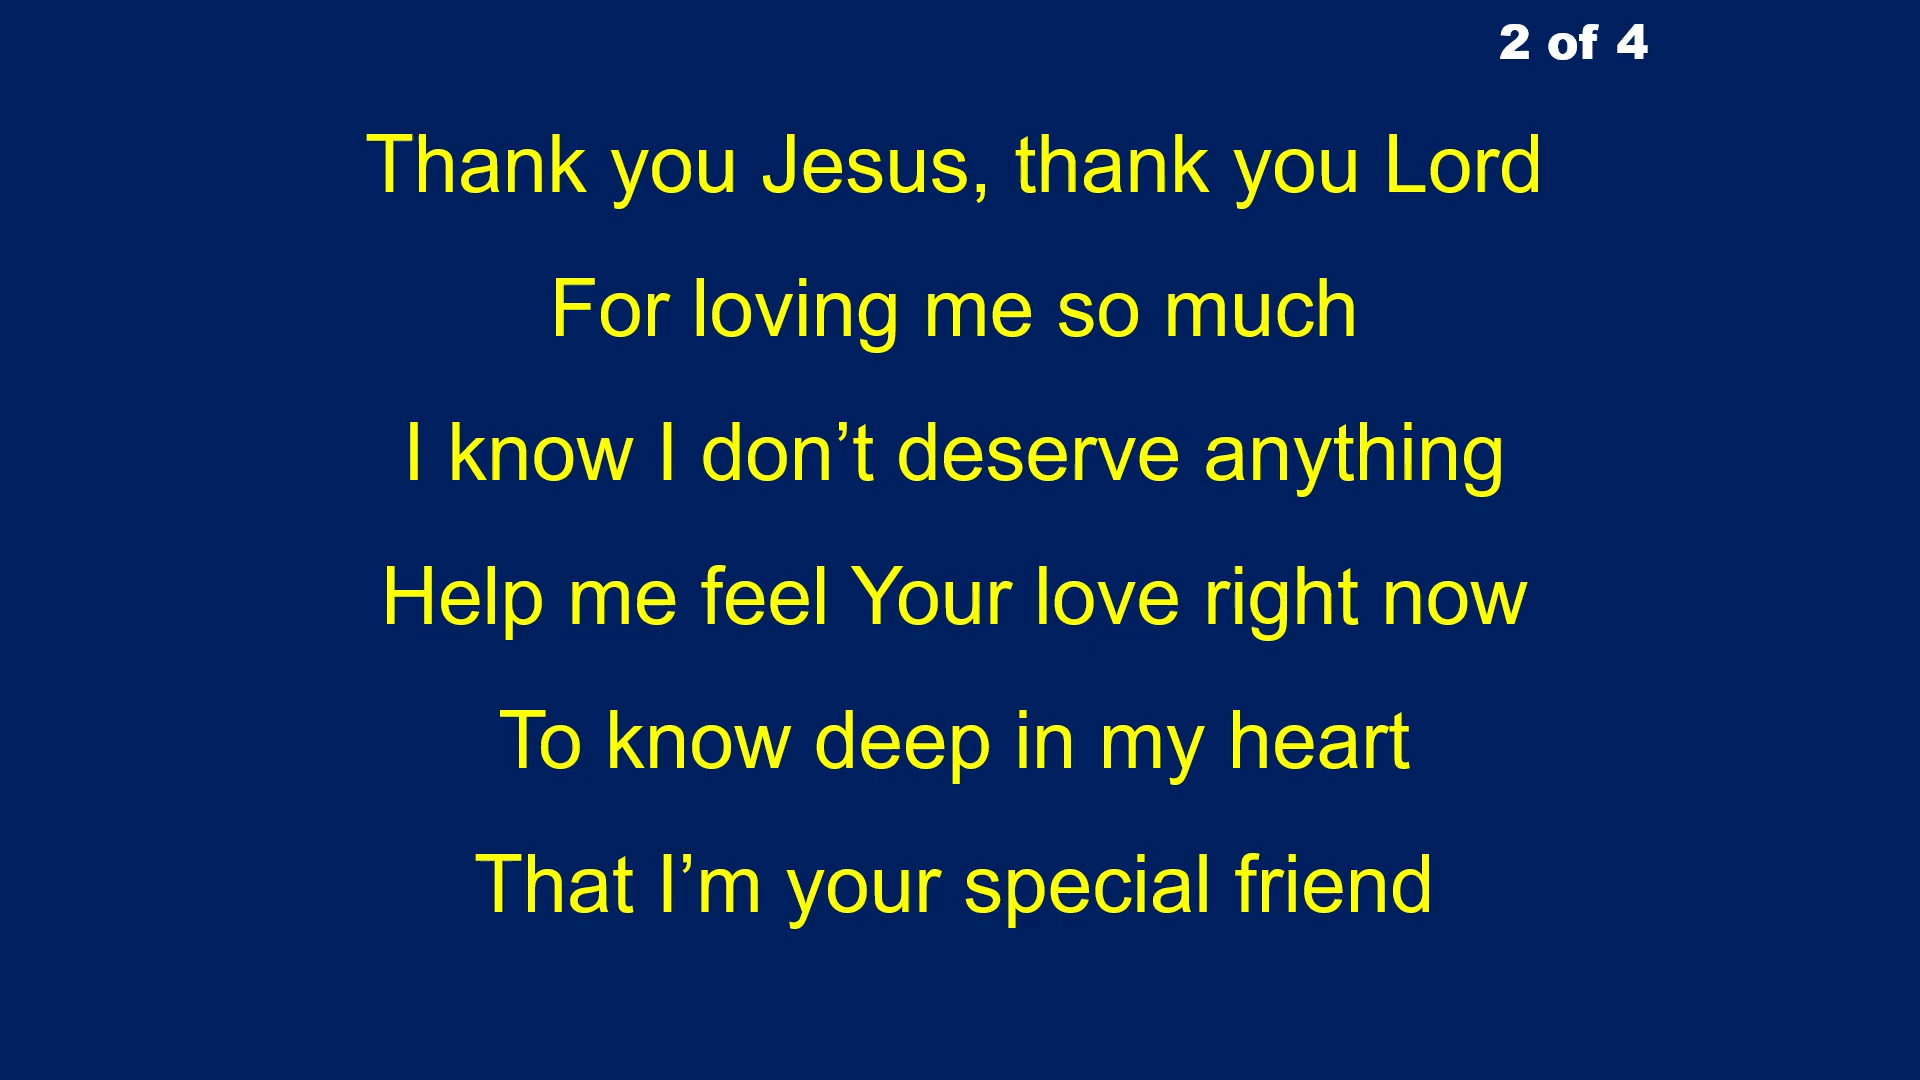 2 of 4
Thank you Jesus, thank you Lord
For loving me so much
I know I don’t deserve anything
Help me feel Your love right now
To know deep in my heart
That I’m your special friend